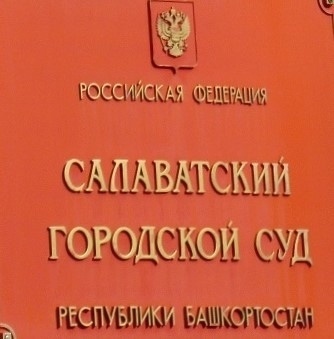 РОССИЙСКАЯ ФЕДЕРАЦИЯ
САЛАВАТСКИЙ
ГОРОДСКОЙ СУД
РЕСПУБЛИКИ БАШКОРТОСТАН